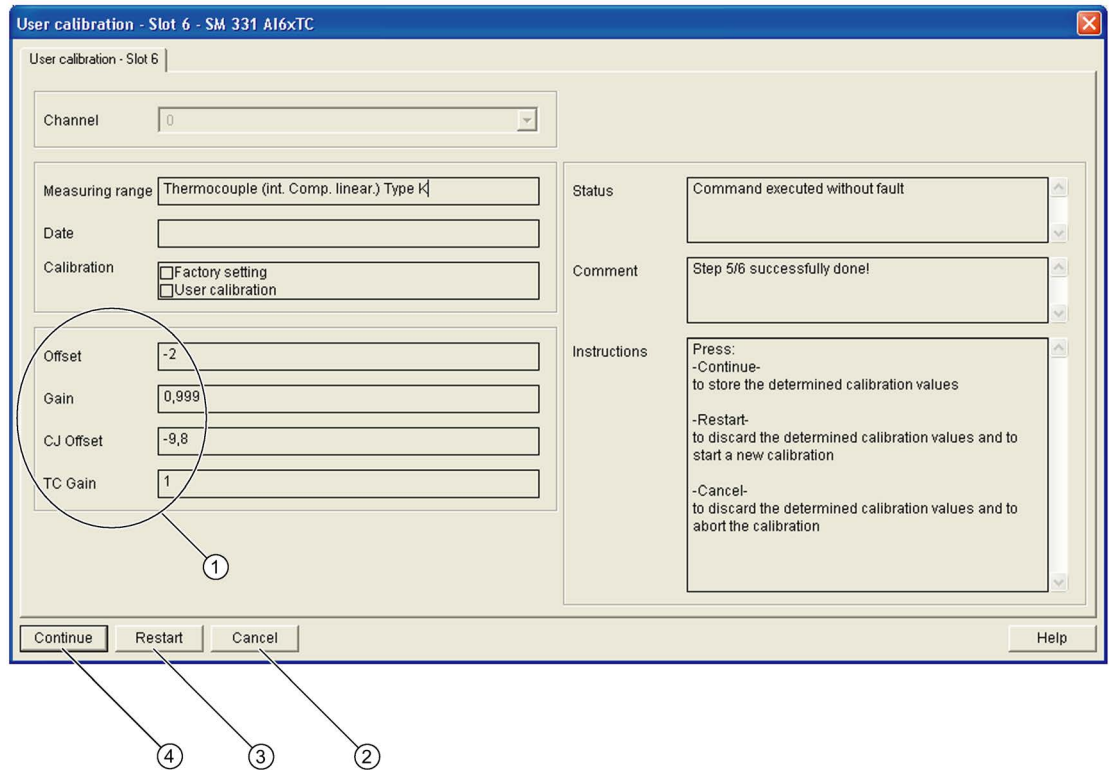 User calibration - Slot 6 - SM 331 AI6xTC
User calibration - Slot 6
Channel
0
Measuring range
Thermocouple (int. Comp. linear.) Type K
Date
Calibration
Factory setting
User calibration
Offset
-2
Gain
0,999
CJ Offset
-9,8
TC Gain
1
Status
Command executed without fault
Comment
Step 5/6 successfully done!
Instructions
Press:
-Continue-
to store the determined calibration values
-Restart-
to discard the determined calibration values and to
start a new calibration
-Cancel-
to discard the determined calibration values and to
abort the calibration
1
Continue
Restart
Cancel
Help
4
3
2